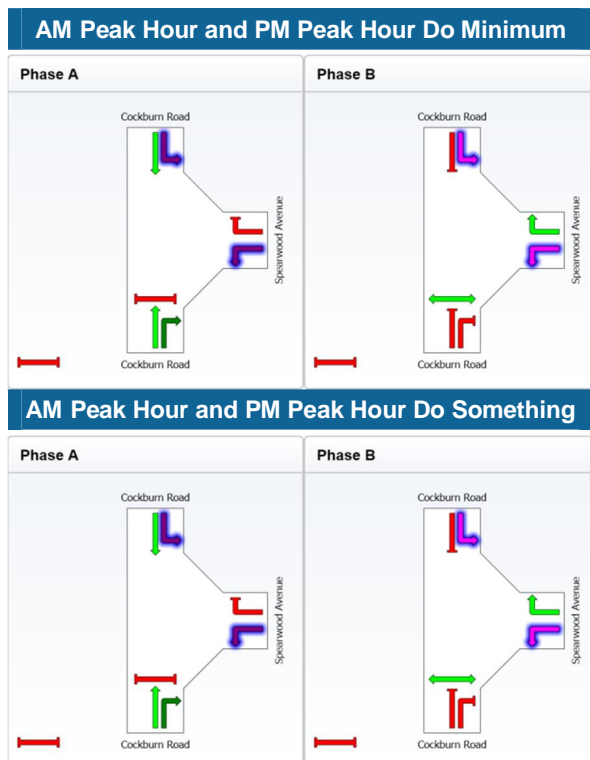 AM Peak Hour and PM Peak Hour Do Minimum
Phase A
Phase B
Cockburn Road
Cockburn Road
Spearwood Avenue
Spearwood Avenue
Cockburn Road
Cockburn Road
AM Peak Hour and PM Peak Hour Do Something
Phase A
Phase B
Cockburn Road
Cockburn Road
Spearwood Avenue
Spearwood Avenue
Cockburn Road
Cockburn Road